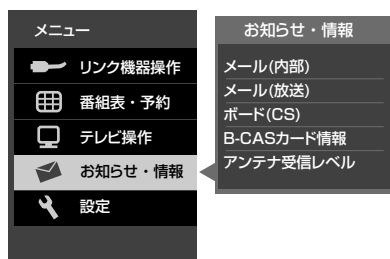 メニュー
リンク機器操作
番組表・予約
テレビ操作
お知らせ・情報
設定
お知らせ・情報
メール(内部)
メール(放送)
ボード(CS)
B-CASカード情報
アンテナ受信レベル